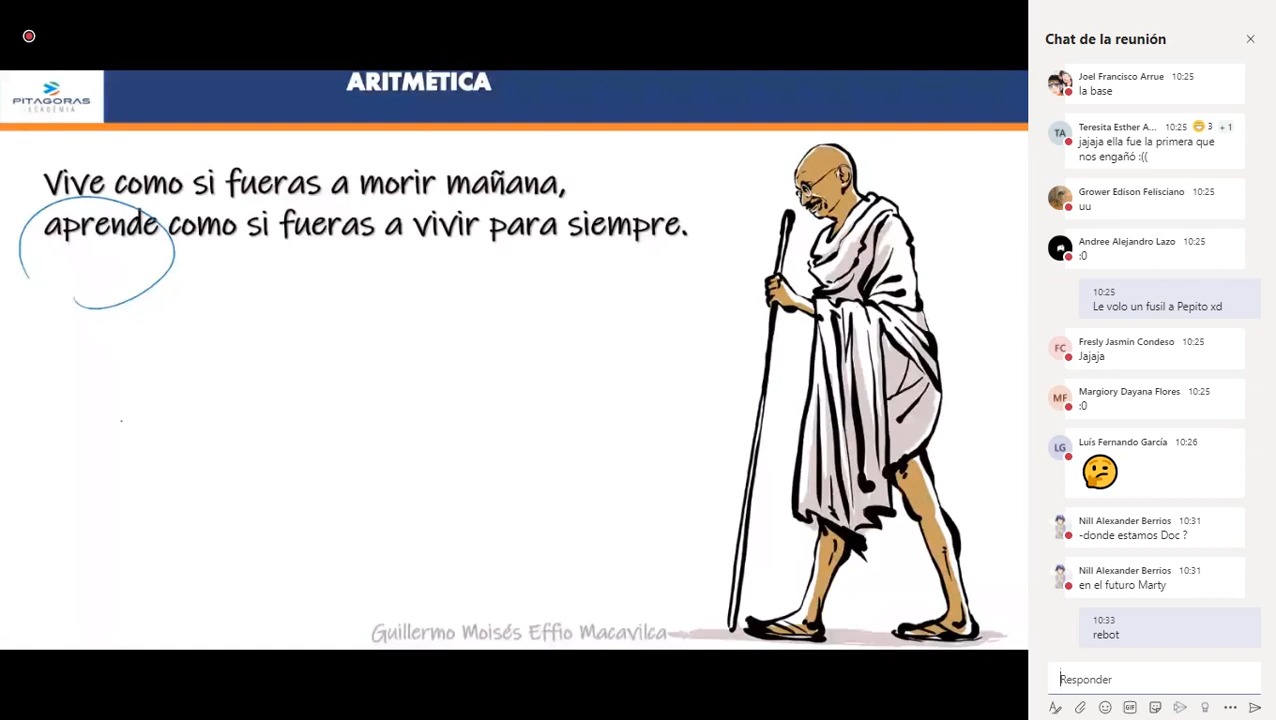 ARITMÉTICA
PITAGORAS
ACADEMIA
Vive como si fueras a morir mañana,
aprende como si fueras a vivir para siempre.
Guillermo Moisés Effio Macavilca
Chat de la reunión
Joel Francisco Arrue 10:25
la base
TA
Teresita Esther A... 10:25 3 +1
jajaja ella fue la primera que
nos engañó :((
Grower Edison Felisciano 10:25
uu
Andree Alejandro Lazo 10:25
:0
10:25
Le volo un fusil a Pepito xd
FC
Fresly Jasmin Condeso 10:25
Jajaja
MF
Margiory Dayana Flores 10:25
:0
LG
Luís Fernando García 10:26
Nill Alexander Berrios 10:31
-donde estamos Doc ?
Nill Alexander Berrios 10:31
en el futuro Marty
10:33
rebot
Responder
GIF